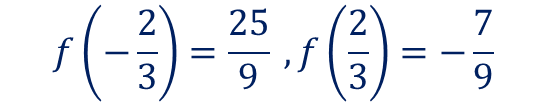 f(−2/3) = 25/9 , f(2/3) = −7/9